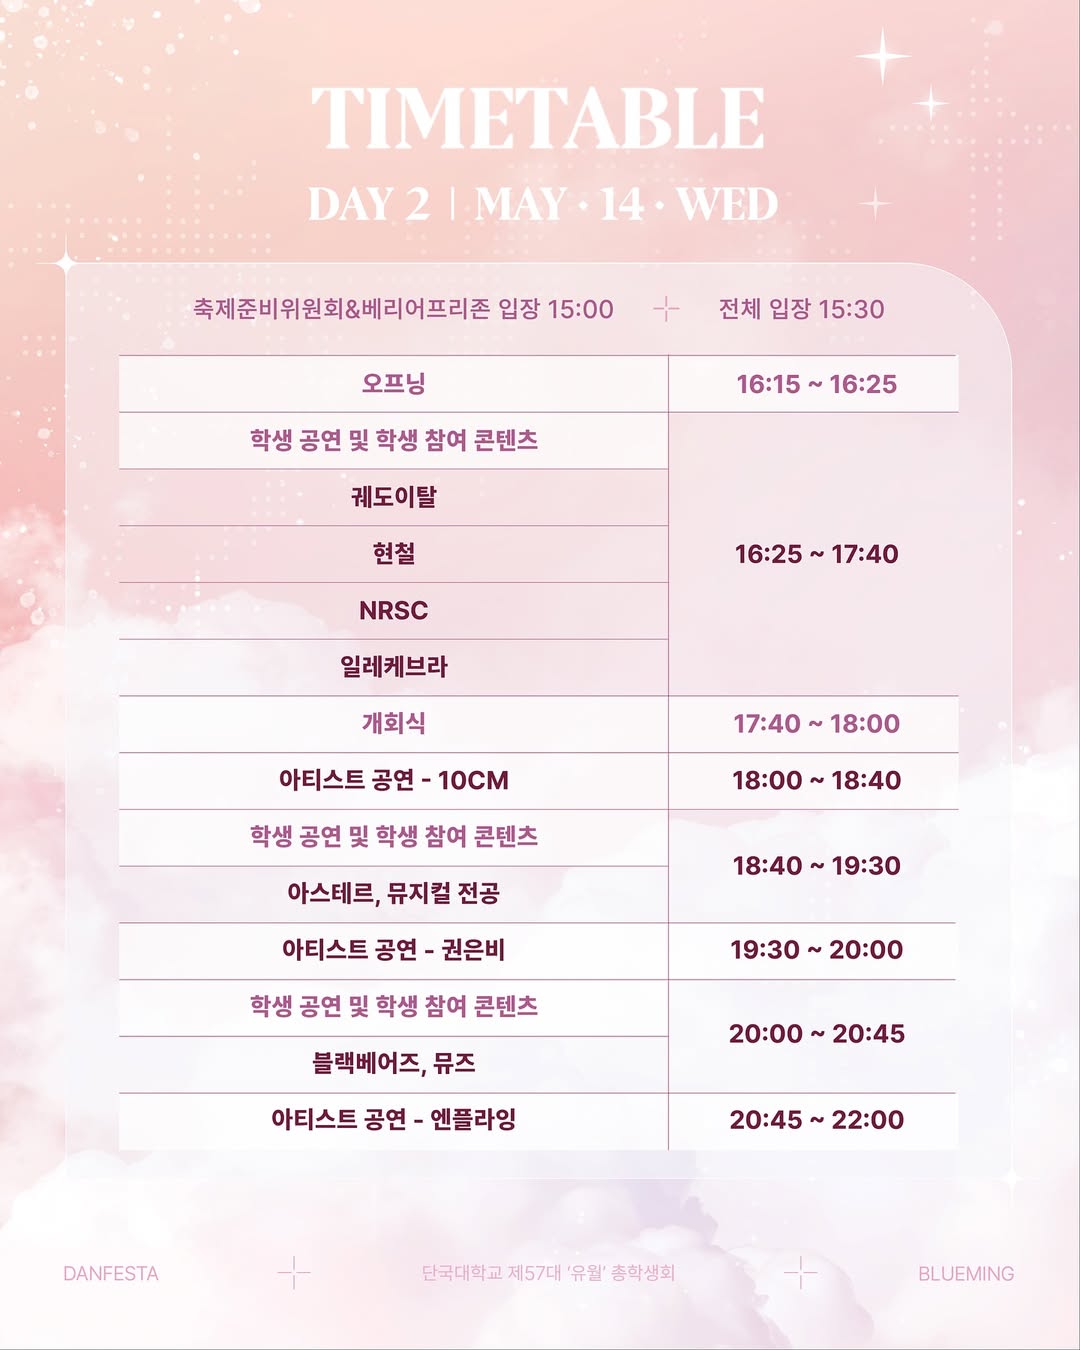 TIMETABLE
DAY 2 | MAY · 14 · WED
축제준비위원회&베리어프리존 입장 15:00 전체 입장 15:30
오프닝 16:15 ~ 16:25
학생 공연 및 학생 참여 콘텐츠
궤도이탈
현철 16:25 ~ 17:40
NRSC
일레케브라
개회식 17:40 ~ 18:00
아티스트 공연 - 10CM 18:00 ~ 18:40
학생 공연 및 학생 참여 콘텐츠 18:40 ~ 19:30
아스테르, 뮤지컬 전공
아티스트 공연 - 권은비 19:30 ~ 20:00
학생 공연 및 학생 참여 콘텐츠 20:00 ~ 20:45
블랙베어즈, 뮤즈
아티스트 공연 - 엔플라잉 20:45 ~ 22:00
DANFESTA 단국대학교 제57대 '유월' 총학생회 BLUEMING